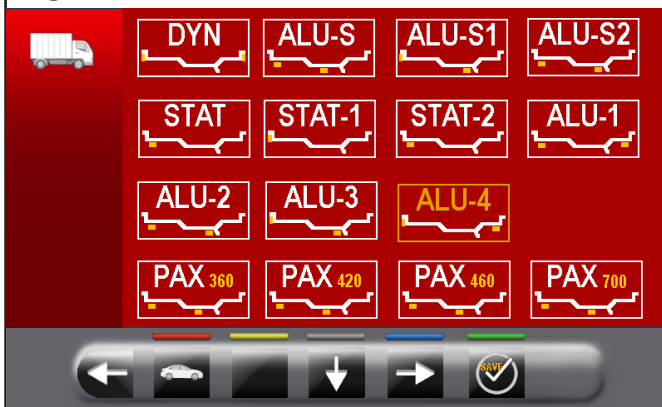 DYN ALU-S ALU-S1 ALU-S2
STAT STAT-1 STAT-2 ALU-1
ALU-2 ALU-3 ALU-4
PAX 360 PAX 420 PAX 460 PAX 700
SAVE